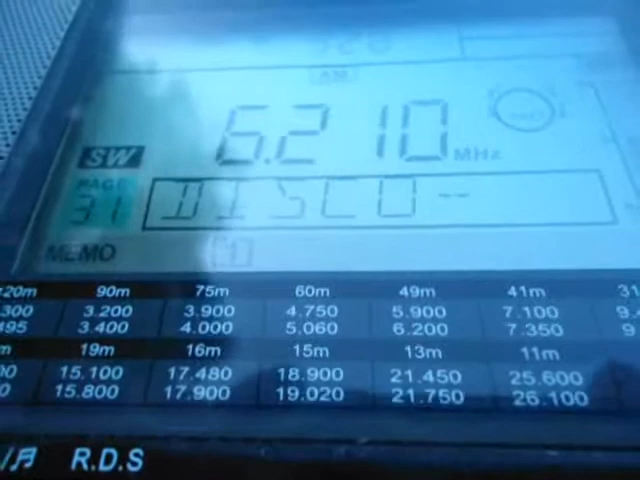 AM
6.210 MHz
SW
PAGE
31 DISCO--
MEMO 1
120m 90m 75m 60m 49m 41m 31
.300 3.200 3.900 4.750 5.900 7.100 9.
495 3.400 4.000 5.060 6.200 7.350 9.
m 19m 16m 15m 13m 11m
15.100 17.480 18.900 21.450 25.600
15.800 17.900 19.020 21.750 26.100
R.D.S